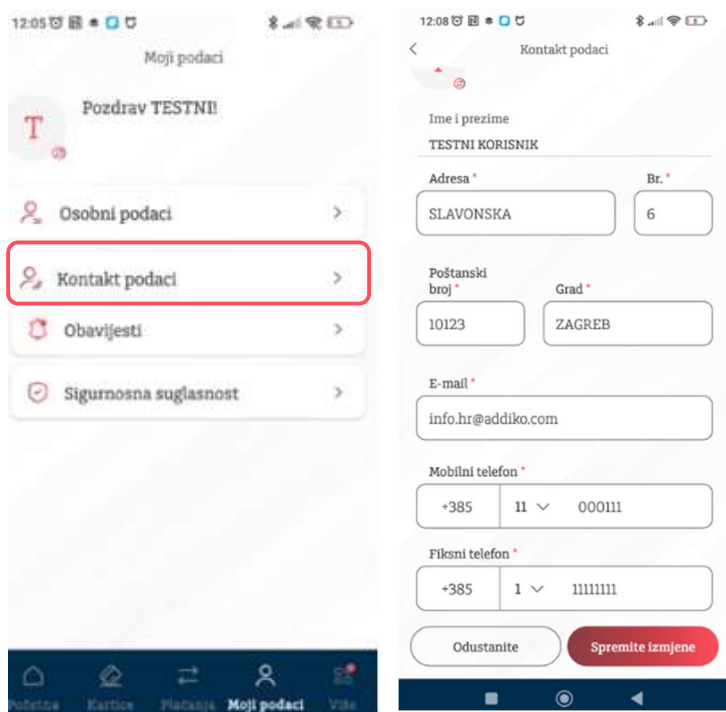 12:05
Moji podaci
T
Pozdrav TESTNI!
Osobni podaci
Kontakt podaci
Obavijesti
Sigurnosna suglasnost
Početna Kartice Plaćanja Moji podaci Više
12:08
Kontakt podaci
Ime i prezime
TESTNI KORISNIK
Adresa * Br. *
SLAVONSKA 6
Poštanski
broj * Grad *
10123 ZAGREB
E-mail *
info.hr@addiko.com
Mobilni telefon *
+385 11 000111
Fiksni telefon *
+385 1 11111111
Odustanite Spremite izmjene